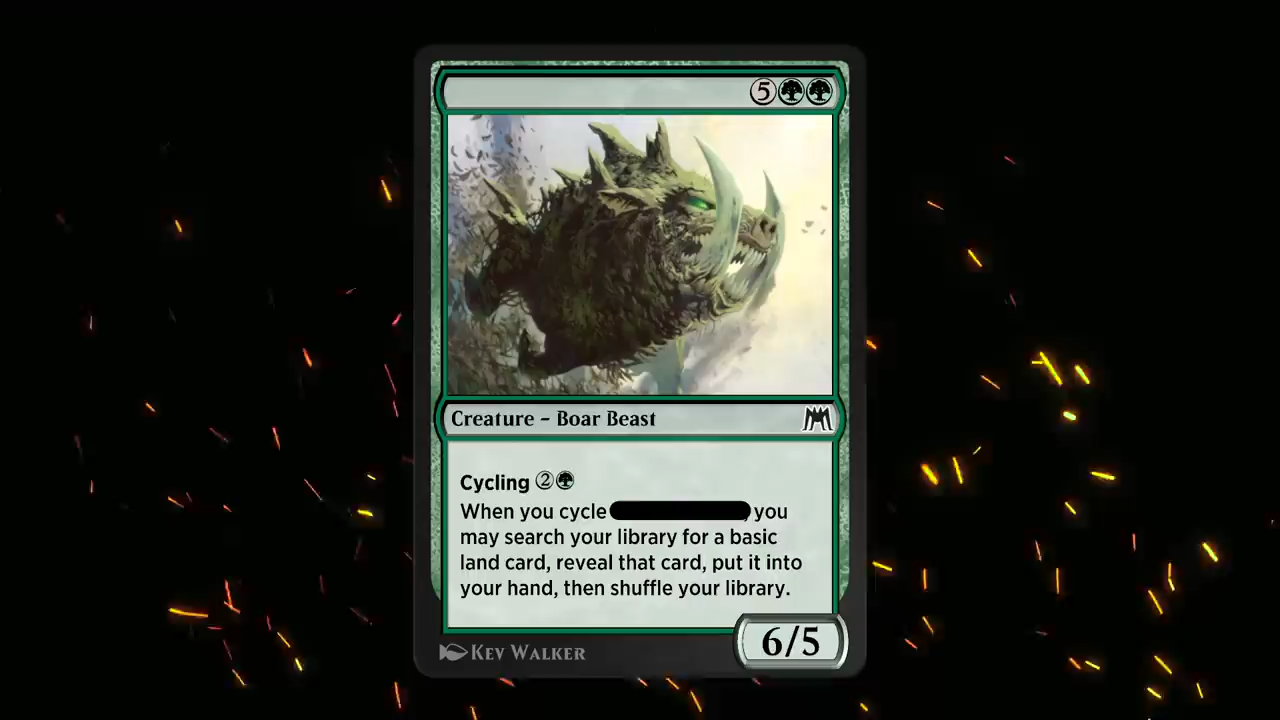 5
Creature – Boar Beast
Cycling 2
When you cycle you
may search your library for a basic
land card, reveal that card, put it into
your hand, then shuffle your library.
6/5
Kev Walker